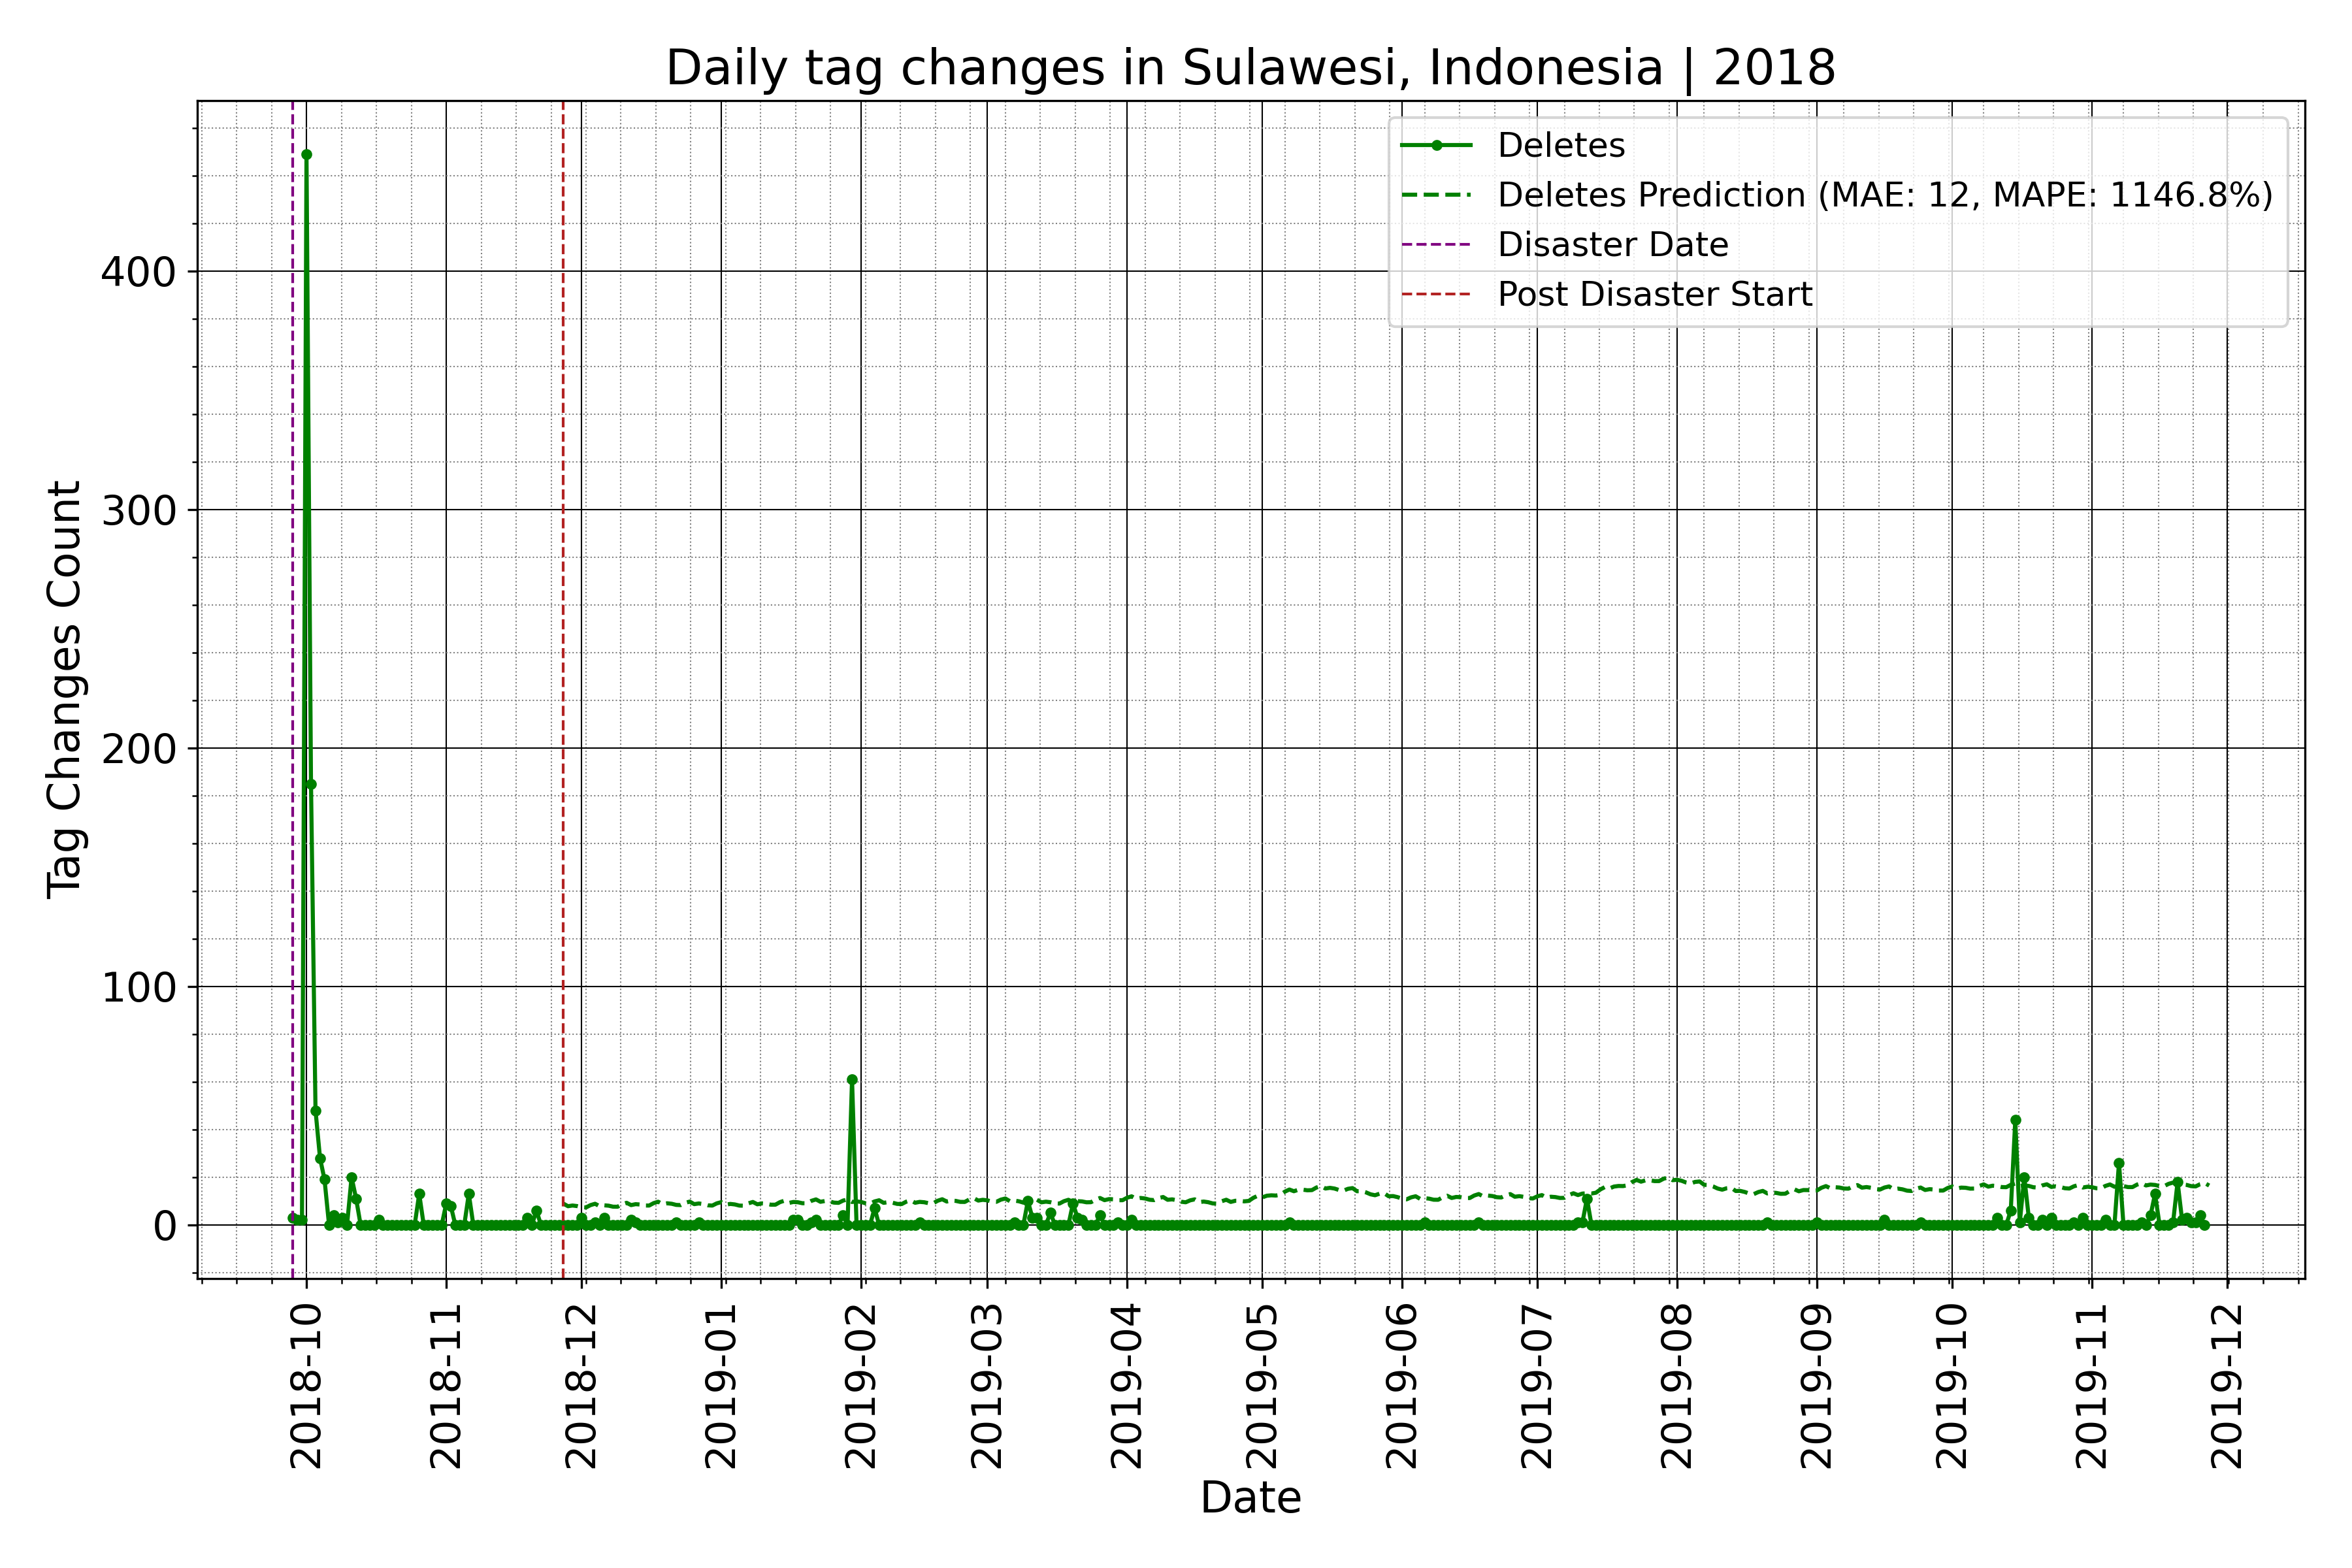 Daily tag changes in Sulawesi, Indonesia | 2018
Deletes
Deletes Prediction (MAE: 12, MAPE: 1146.8%)
Disaster Date
Post Disaster Start
Tag Changes Count
400
300
200
100
0
2018-10
2018-11
2018-12
2019-01
2019-02
2019-03
2019-04
2019-05
2019-06
2019-07
2019-08
2019-09
2019-10
2019-11
2019-12
Date